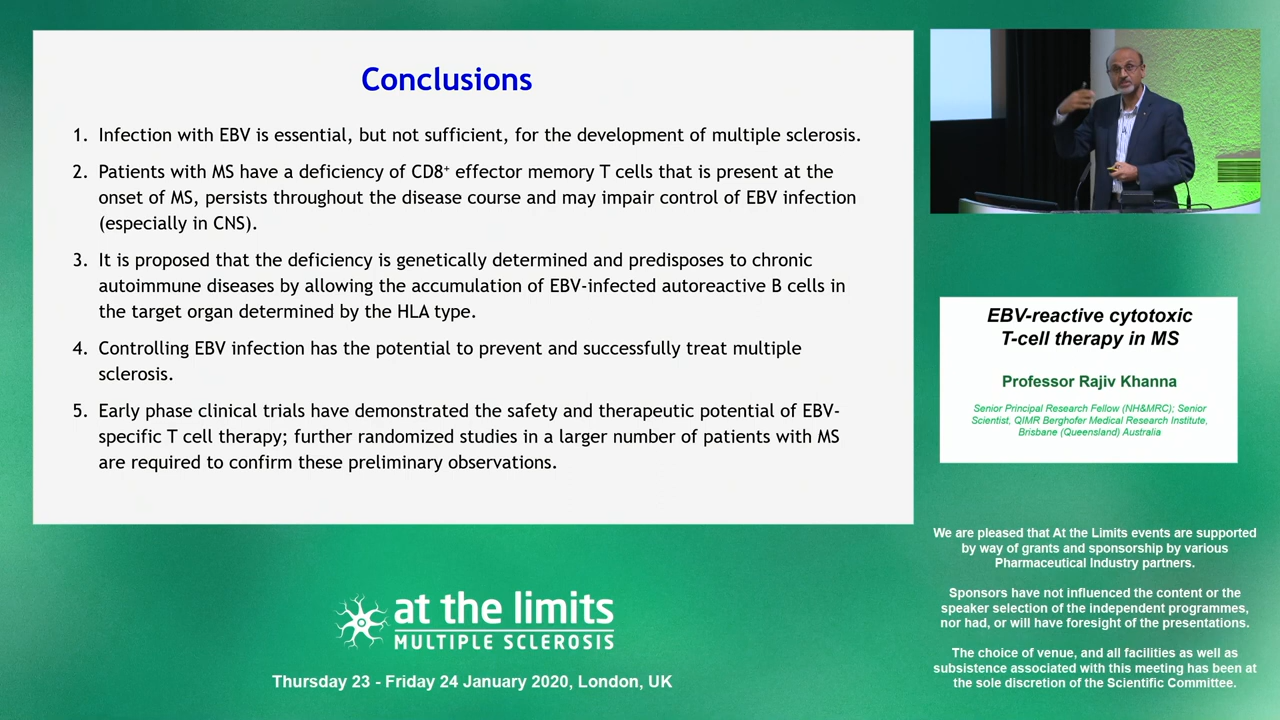 Conclusions
1. Infection with EBV is essential, but not sufficient, for the development of multiple sclerosis.
2. Patients with MS have a deficiency of CD8⁺ effector memory T cells that is present at the
onset of MS, persists throughout the disease course and may impair control of EBV infection
(especially in CNS).
3. It is proposed that the deficiency is genetically determined and predisposes to chronic
autoimmune diseases by allowing the accumulation of EBV-infected autoreactive B cells in
the target organ determined by the HLA type.
4. Controlling EBV infection has the potential to prevent and successfully treat multiple
sclerosis.
5. Early phase clinical trials have demonstrated the safety and therapeutic potential of EBV-
specific T cell therapy; further randomized studies in a larger number of patients with MS
are required to confirm these preliminary observations.
at the limits
MULTIPLE SCLEROSIS
Thursday 23 - Friday 24 January 2020, London, UK
EBV-reactive cytotoxic
T-cell therapy in MS
Professor Rajiv Khanna
Senior Principal Research Fellow (NH&MRC); Senior
Scientist, QIMR Berghofer Medical Research Institute,
Brisbane (Queensland) Australia
We are pleased that At the Limits events are supported
by way of grants and sponsorship by various
Pharmaceutical Industry partners.
Sponsors have not influenced the content or the
speaker selection of the independent programmes,
nor had, or will have foresight of the presentations.
The choice of venue, and all facilities as well as
subsistence associated with this meeting has been at
the sole discretion of the Scientific Committee.